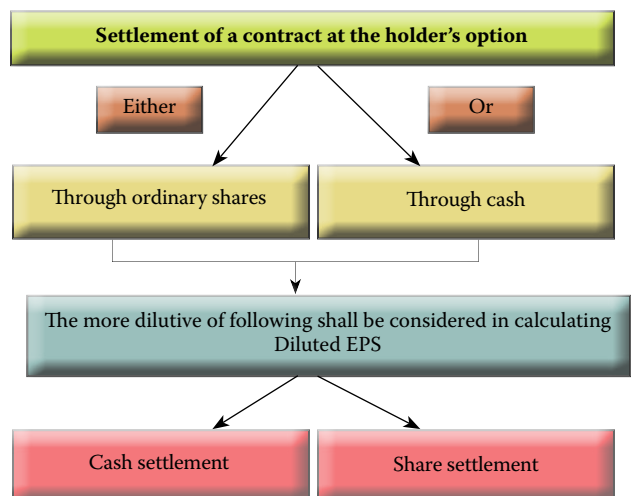 Settlement of a contract at the holder's option
Either
Or
Through ordinary shares
Through cash
The more dilutive of following shall be considered in calculating
Diluted EPS
Cash settlement
Share settlement